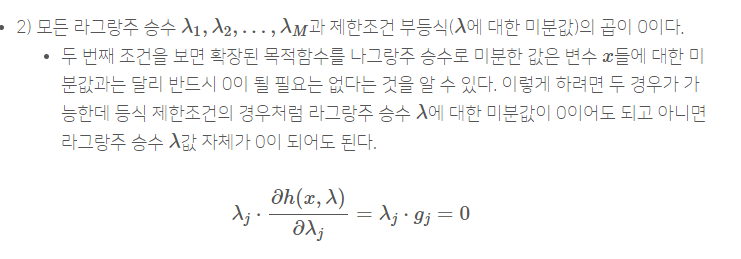 • 2) 모든 라그랑주 승수 λ₁, λ₂, . . . , λ_M과 제한조건 부등식(λ에 대한 미분값)의 곱이 0이다.
• 두 번째 조건을 보면 확장된 목적함수를 나그랑주 승수로 미분한 값은 변수 x들에 대한 미
분값과는 달리 반드시 0이 될 필요는 없다는 것을 알 수 있다. 이렇게 하려면 두 경우가 가
능한데 등식 제한조건의 경우처럼 라그랑주 승수 λ에 대한 미분값이 0이어도 되고 아니면
라그랑주 승수 λ값 자체가 0이 되어도 된다.
λ_j · ∂h(x, λ)/∂λ_j = λ_j · g_j = 0